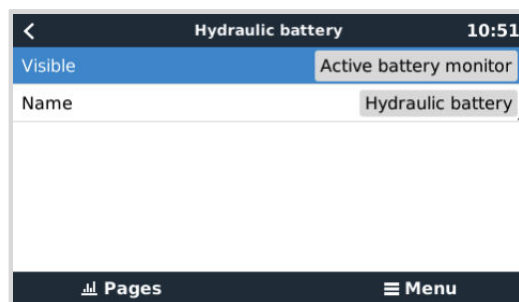 Hydraulic battery 10:51
Visible Active battery monitor
Name Hydraulic battery
Pages Menu